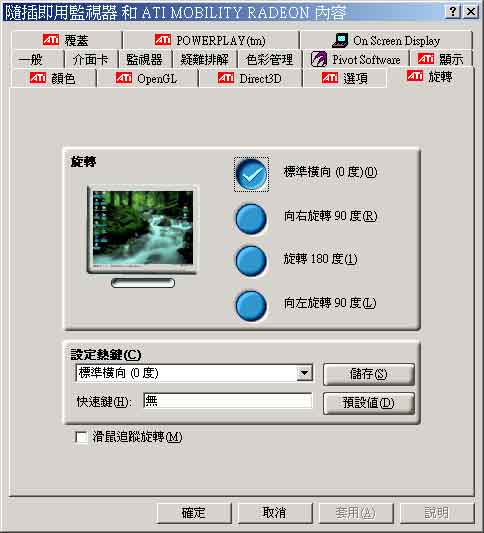 隨插即用監視器 和 ATI MOBILITY RADEON 內容
ATI 覆蓋 ATI POWERPLAY(tm) On Screen Display
一般 介面卡 監視器 疑難排解 色彩管理 Pivot Software ATI 顯示
ATI 顏色 ATI OpenGL ATI Direct3D ATI 選項 ATI 旋轉
旋轉
標準橫向 (0 度)(0)
向右旋轉 90 度(R)
旋轉 180 度(1)
向左旋轉 90 度(L)
設定熱鍵(C)
標準橫向 (0 度) 儲存(S)
快速鍵(H): 無 預設值(D)
滑鼠追蹤旋轉(M)
確定 取消 套用(A) 說明